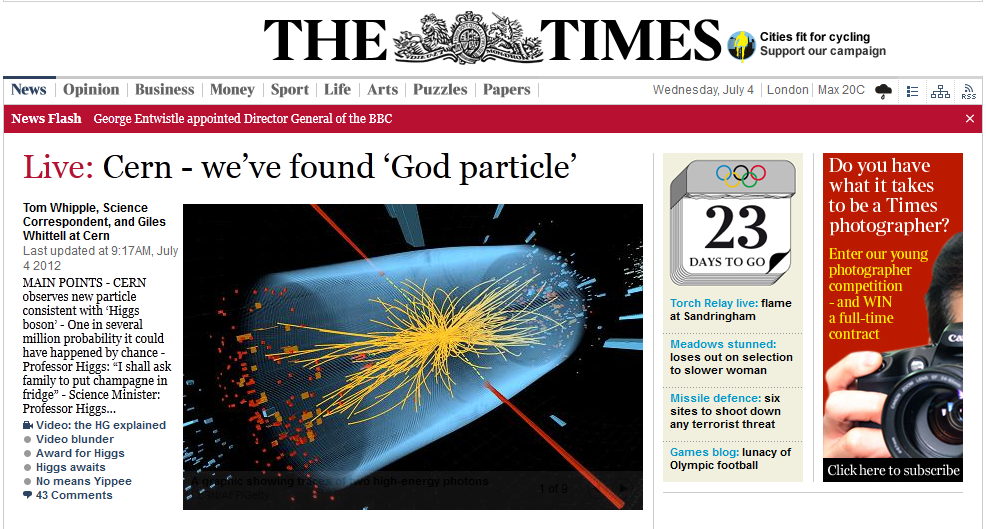 THE TIMES
Cities fit for cycling
Support our campaign
News
Opinion
Business
Money
Sport
Life
Arts
Puzzles
Papers
Wednesday, July 4
London
Max 20C
RSS
News Flash George Entwistle appointed Director General of the BBC
Live: Cern - we've found ‘God particle’
Tom Whipple, Science
Correspondent, and Giles
Whittell at Cern
Last updated at 9:17AM, July
4 2012
MAIN POINTS - CERN
observes new particle
consistent with ‘Higgs
boson’ - One in several
million probability it could
have happened by chance -
Professor Higgs: “I shall ask
family to put champagne in
fridge” - Science Minister:
Professor Higgs...
Video: the HG explained
Video blunder
Award for Higgs
Higgs awaits
No means Yippee
43 Comments
A graphic showing traces of two high-energy photons
1 of 9
23
DAYS TO GO
Torch Relay live: flame
at Sandringham
Meadows stunned:
loses out on selection
to slower woman
Missile defence: six
sites to shoot down
any terrorist threat
Games blog: lunacy of
Olympic football
Do you have
what it takes
to be a Times
photographer?
Enter our young
photographer
competition
- and WIN
a full-time
contract
Click here to subscribe